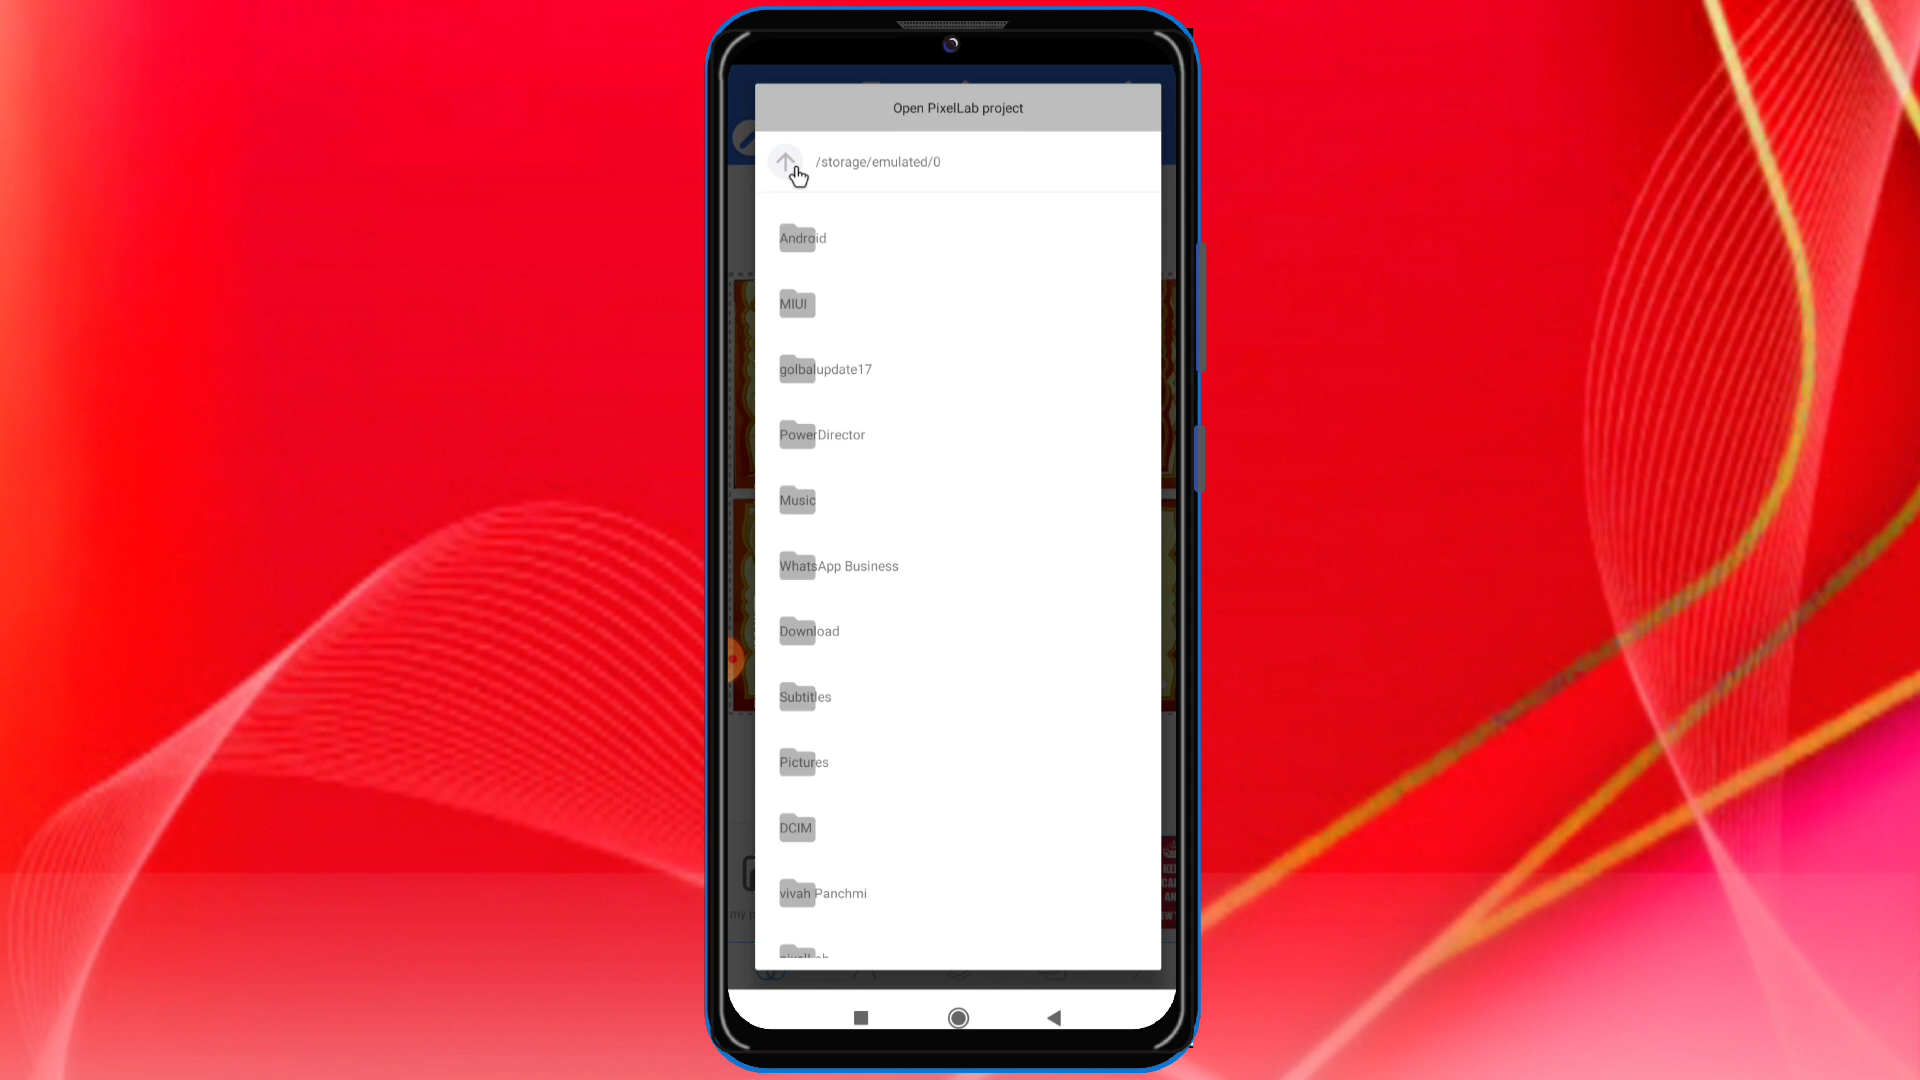 Open PixelLab project
/storage/emulated/0
Android
MIUI
golbalupdate17
PowerDirector
Music
WhatsApp Business
Download
Subtitles
Pictures
DCIM
vivah Panchmi
my p